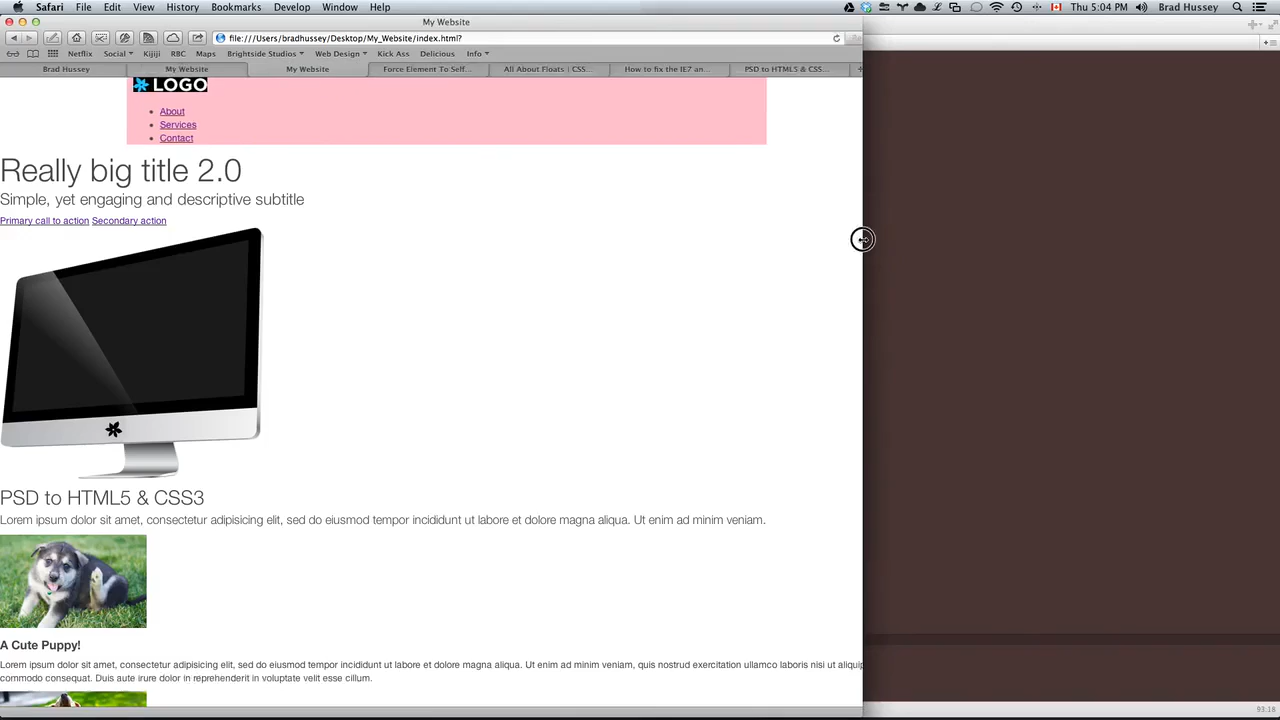 Safari File Edit View History Bookmarks Develop Window Help Thu 5:04 PM Brad Hussey
My Website
file:///Users/bradhussey/Desktop/My_Website/index.html?
Netflix Social Kijiji RBC Maps Brightside Studios Web Design Kick Ass Delicious Info
Brad Hussey My Website My Website Force Element To Self... All About Floats | CSS... How to fix the IE7 an... PSD to HTML5 & CSS...
LOGO
• About
• Services
• Contact
Really big title 2.0
Simple, yet engaging and descriptive subtitle
Primary call to action Secondary action
PSD to HTML5 & CSS3
Lorem ipsum dolor sit amet, consectetur adipisicing elit, sed do eiusmod tempor incididunt ut labore et dolore magna aliqua. Ut enim ad minim veniam.
A Cute Puppy!
Lorem ipsum dolor sit amet, consectetur adipisicing elit, sed do eiusmod tempor incididunt ut labore et dolore magna aliqua. Ut enim ad minim veniam, quis nostrud exercitation ullamco laboris nisi ut aliquip
commodo consequat. Duis aute irure dolor in reprehenderit in voluptate velit esse cillum.
93:18